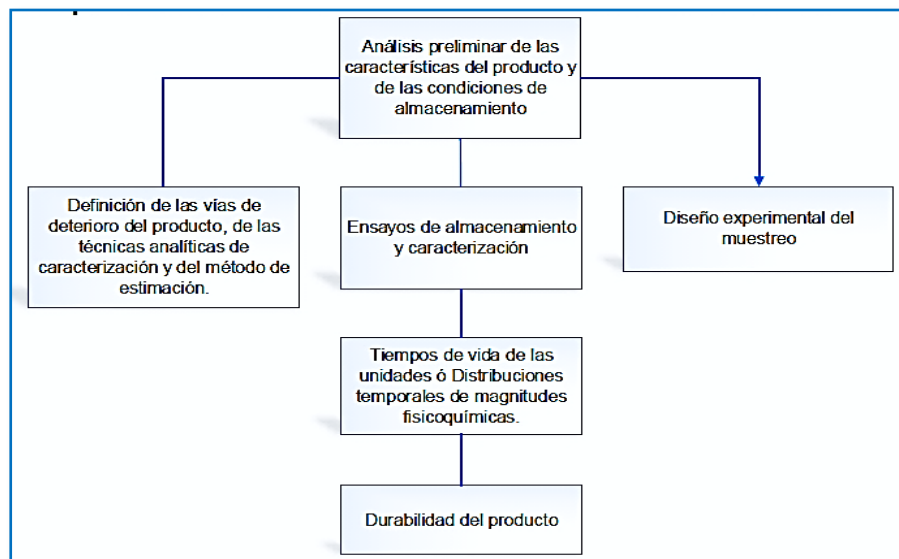 Análisis preliminar de las
características del producto y
de las condiciones de
almacenamiento
Definición de las vías de
deterioro del producto, de las
técnicas analíticas de
caracterización y del método de
estimación.
Ensayos de almacenamiento
y caracterización
Diseño experimental del
muestreo
Tiempos de vida de las
unidades ó Distribuciones
temporales de magnitudes
fisicoquímicas.
Durabilidad del producto